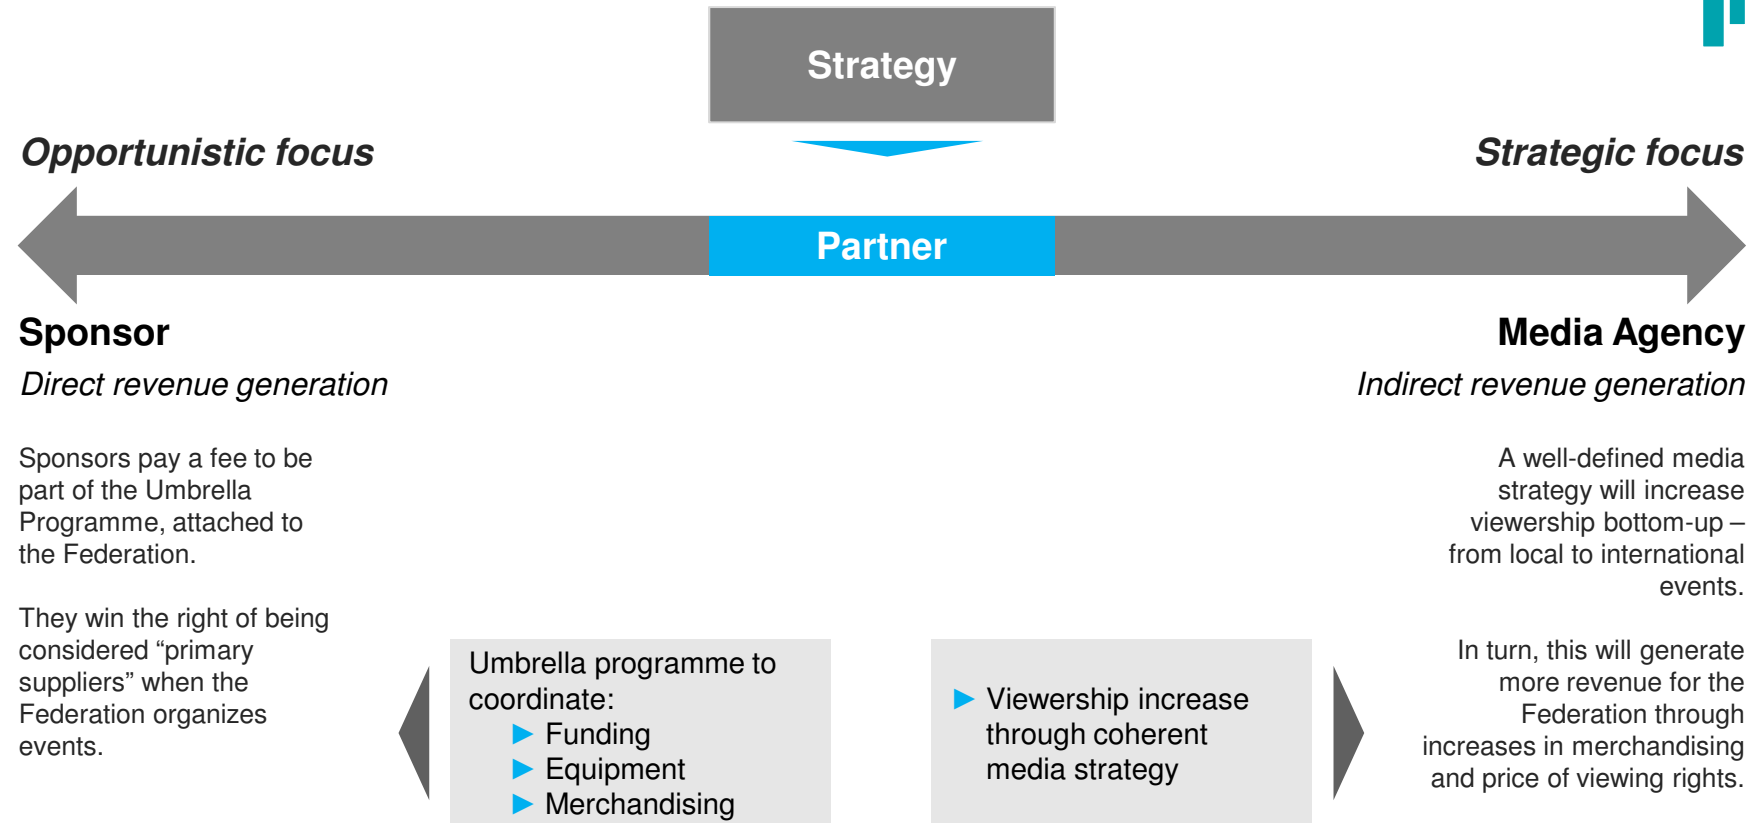 Strategy
Opportunistic focus
Strategic focus
Partner
Sponsor
Direct revenue generation
Sponsors pay a fee to be
part of the Umbrella
Programme, attached to
the Federation.
They win the right of being
considered “primary
suppliers” when the
Federation organizes
events.
Umbrella programme to
coordinate:
► Funding
► Equipment
► Merchandising
► Viewership increase
through coherent
media strategy
Media Agency
Indirect revenue generation
A well-defined media
strategy will increase
viewership bottom-up –
from local to international
events.
In turn, this will generate
more revenue for the
Federation through
increases in merchandising
and price of viewing rights.